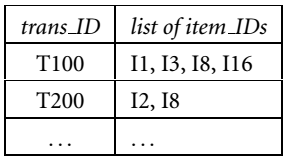 trans_ID list of item_IDs
T100 I1, I3, I8, I16
T200 I2, I8
... ...